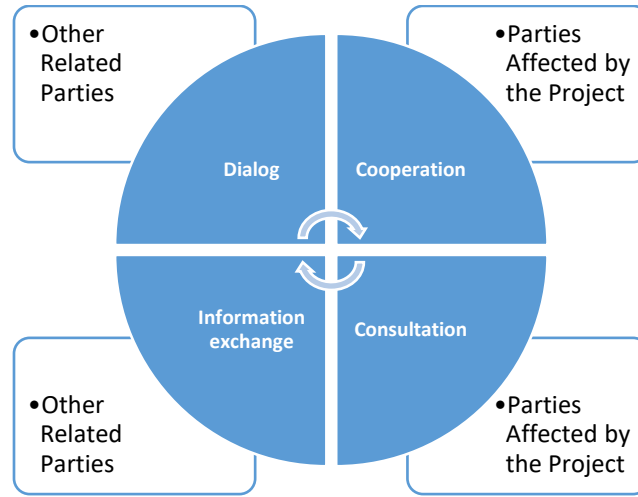 •Other
Related
Parties
•Parties
Affected by
the Project
Dialog
Cooperation
Information
exchange
Consultation
•Other
Related
Parties
•Parties
Affected by
the Project